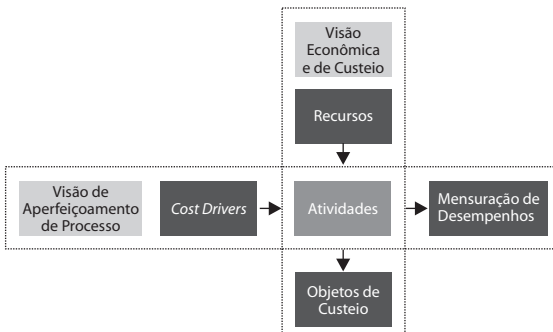 Visão
Econômica
e de Custeio
Recursos
Visão de
Aperfeiçoamento
de Processo
Cost Drivers
Atividades
Mensuração de
Desempenhos
Objetos de
Custeio